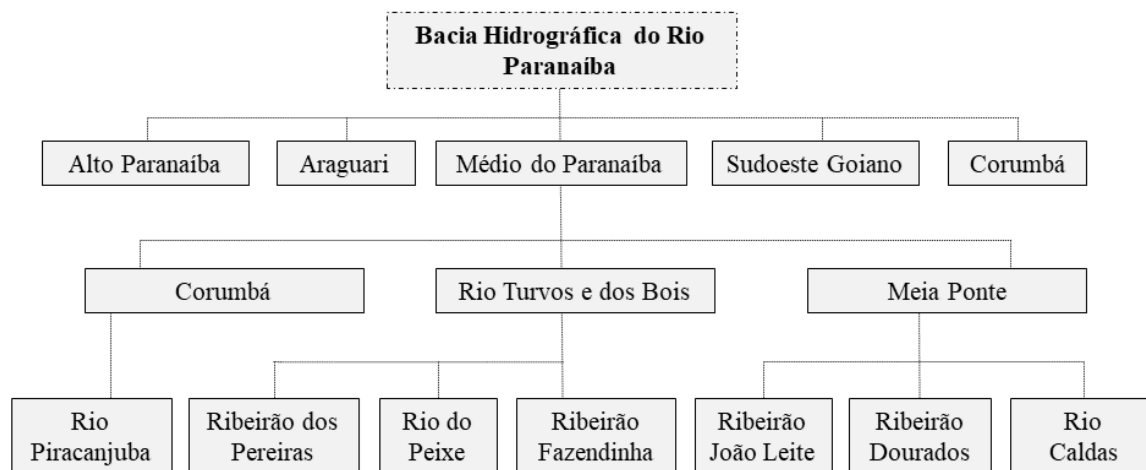 Bacia Hidrográfica do Rio
Paranaíba
Alto Paranaíba
Araguari
Médio do Paranaíba
Sudoeste Goiano
Corumbá
Corumbá
Rio Turvos e dos Bois
Meia Ponte
Rio
Piracanjuba
Ribeirão dos
Pereiras
Rio do
Peixe
Ribeirão
Fazendinha
Ribeirão
João Leite
Ribeirão
Dourados
Rio
Caldas